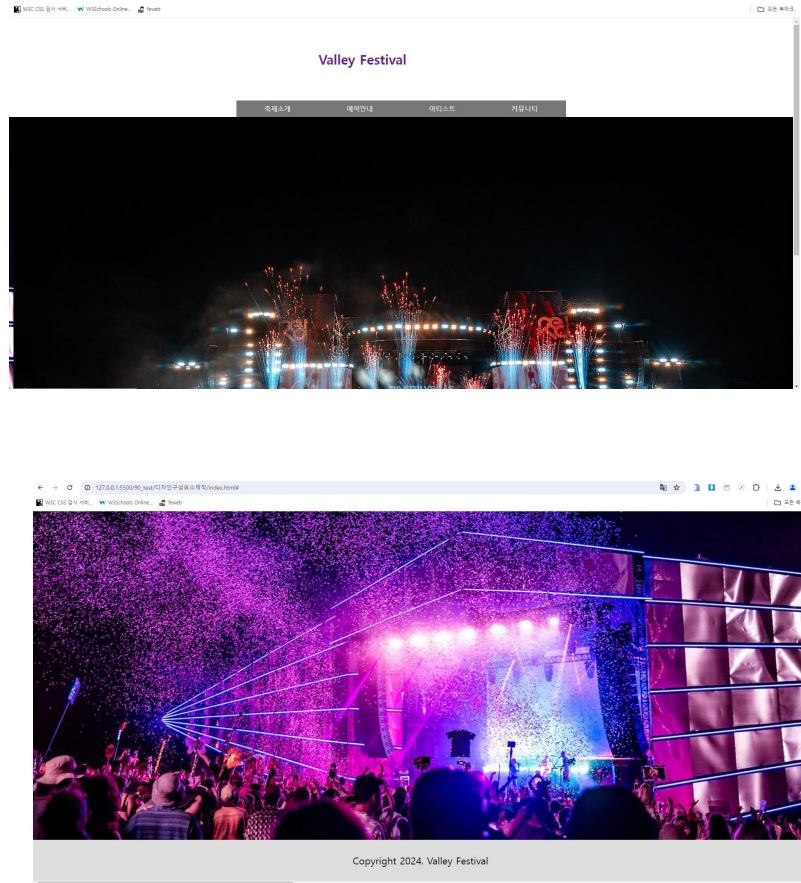 W3C CSS 검사 서비... W3Schools Online... feweb 모든 북마크
Valley Festival
축제소개 예약안내 아티스트 커뮤니티
127.0.0.1:5500/90_test/디자인구성요소제작/index.html#
W3C CSS 검사 서비... W3Schools Online... feweb 모든 북
Copyright 2024. Valley Festival